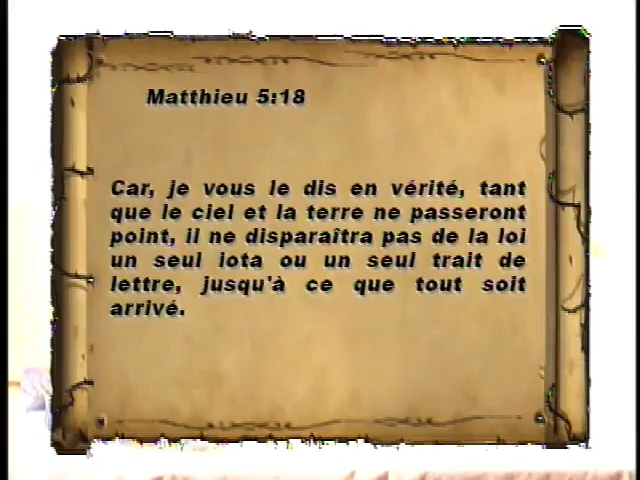 Matthieu 5:18
Car, je vous le dis en vérité, tant
que le ciel et la terre ne passeront
point, il ne disparaîtra pas de la loi
un seul iota ou un seul trait de
lettre, jusqu'à ce que tout soit
arrivé.